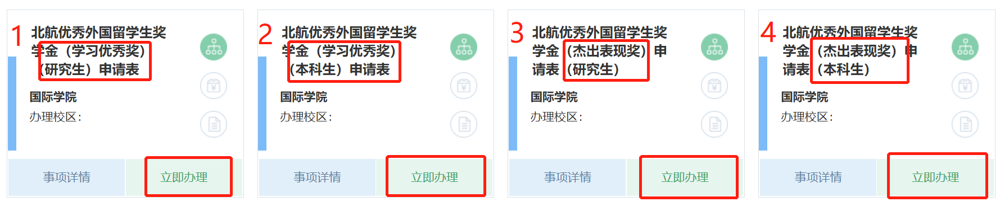 1
北航优秀外国留学生奖
学金（学习优秀奖）
（研究生）申请表
国际学院
办理校区：
事项详情
立即办理
2
北航优秀外国留学生奖
学金（学习优秀奖）
（本科生）申请表
国际学院
办理校区：
事项详情
立即办理
3
北航优秀外国留学生奖
学金（杰出表现奖）申
请表（研究生）
国际学院
办理校区：
事项详情
立即办理
4
北航优秀外国留学生奖
学金（杰出表现奖）申
请表（本科生）
国际学院
办理校区：
事项详情
立即办理